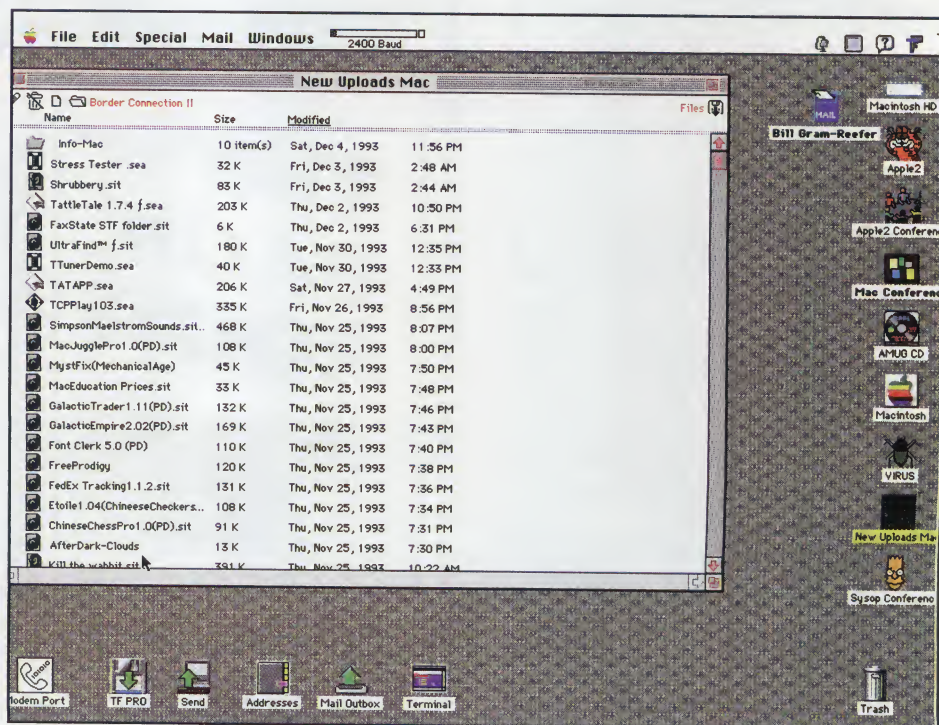 File Edit Special Mail Windows 2400 Baud
New Uploads Mac
Border Connection II Files
Name Size Modified
Info-Mac 10 item(s) Sat, Dec 4, 1993 11:56 PM
Stress Tester .sea 32 K Fri, Dec 3, 1993 2:48 AM
Shrubbery.sit 83 K Fri, Dec 3, 1993 2:44 AM
TattleTale 1.7.4 ƒ.sea 203 K Thu, Dec 2, 1993 10:50 PM
FaxState STF folder.sit 6 K Thu, Dec 2, 1993 6:31 PM
UltraFind™ ƒ.sit 180 K Tue, Nov 30, 1993 12:35 PM
TTunerDemo.sea 40 K Tue, Nov 30, 1993 12:33 PM
TATAPP.sea 206 K Sat, Nov 27, 1993 4:49 PM
TCPPlay103.sea 335 K Fri, Nov 26, 1993 8:56 PM
SimpsonMaelstromSounds.sit.. 468 K Thu, Nov 25, 1993 8:07 PM
MacJugglePro1.0(PD).sit 108 K Thu, Nov 25, 1993 8:00 PM
MystFix(MechanicalAge) 45 K Thu, Nov 25, 1993 7:50 PM
MacEducation Prices.sit 33 K Thu, Nov 25, 1993 7:48 PM
GalacticTrader1.11(PD).sit 132 K Thu, Nov 25, 1993 7:46 PM
GalacticEmpire2.02(PD).sit 169 K Thu, Nov 25, 1993 7:43 PM
Font Clerk 5.0 (PD) 110 K Thu, Nov 25, 1993 7:40 PM
FreeProdigy 120 K Thu, Nov 25, 1993 7:38 PM
FedEx Tracking1.1.2.sit 131 K Thu, Nov 25, 1993 7:36 PM
Etoile1.04(ChineeseCheckers... 108 K Thu, Nov 25, 1993 7:34 PM
ChineseChessPro1.0(PD).sit 91 K Thu, Nov 25, 1993 7:31 PM
AfterDark-Clouds 13 K Thu, Nov 25, 1993 7:30 PM
Kill the wabbit.sit 391 K Thu, Nov 25, 1993 10:22 AM
Macintosh HD
MAIL
Bill Gram-Reefer
Apple2
Apple2 Conferen
Mac Conferenc
AMUG CD
Macintosh
VIRUS
New Uploads Ma
Sysop Conferenc
Modem Port
TF PRO
Send
Addresses
Mail Outbox
Terminal
Trash